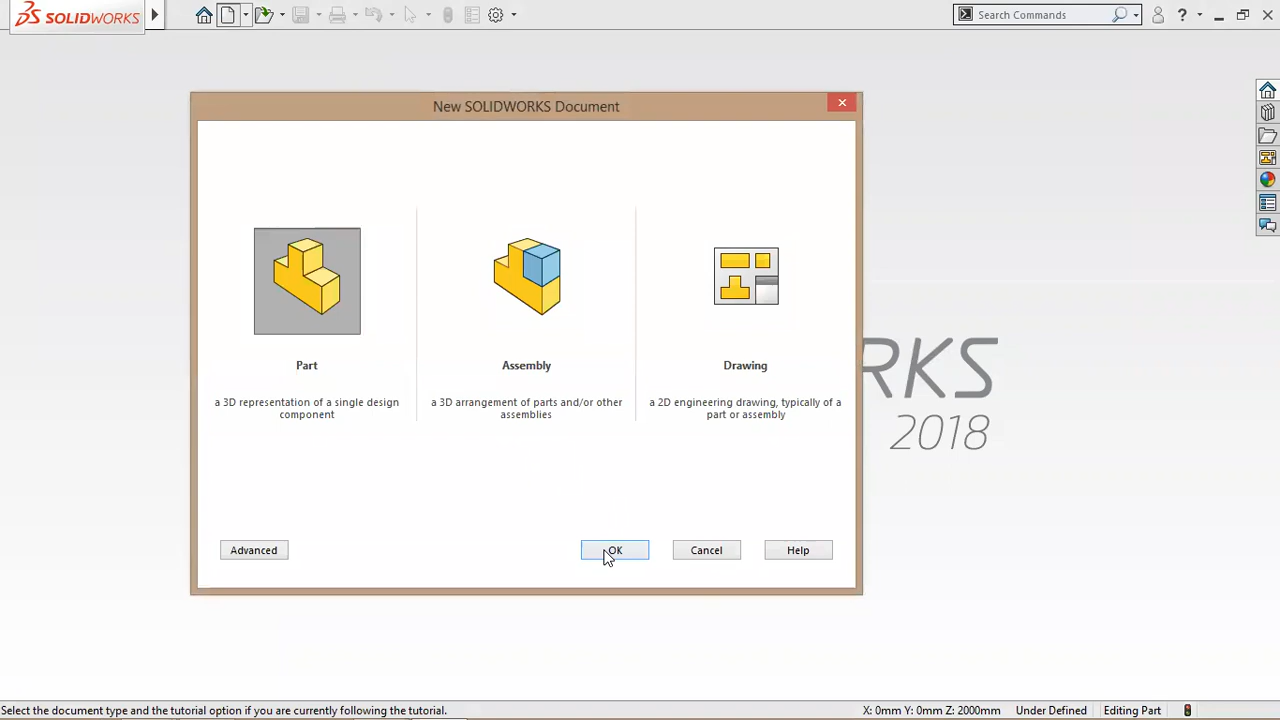 SOLIDWORKS
Search Commands
?
New SOLIDWORKS Document
Part
a 3D representation of a single design
component
Assembly
a 3D arrangement of parts and/or other
assemblies
Drawing
a 2D engineering drawing, typically of a
part or assembly
RKS
2018
Advanced
OK
Cancel
Help
Select the document type and the tutorial option if you are currently following the tutorial.
X: 0mm Y: 0mm Z: 2000mm
Under Defined
Editing Part